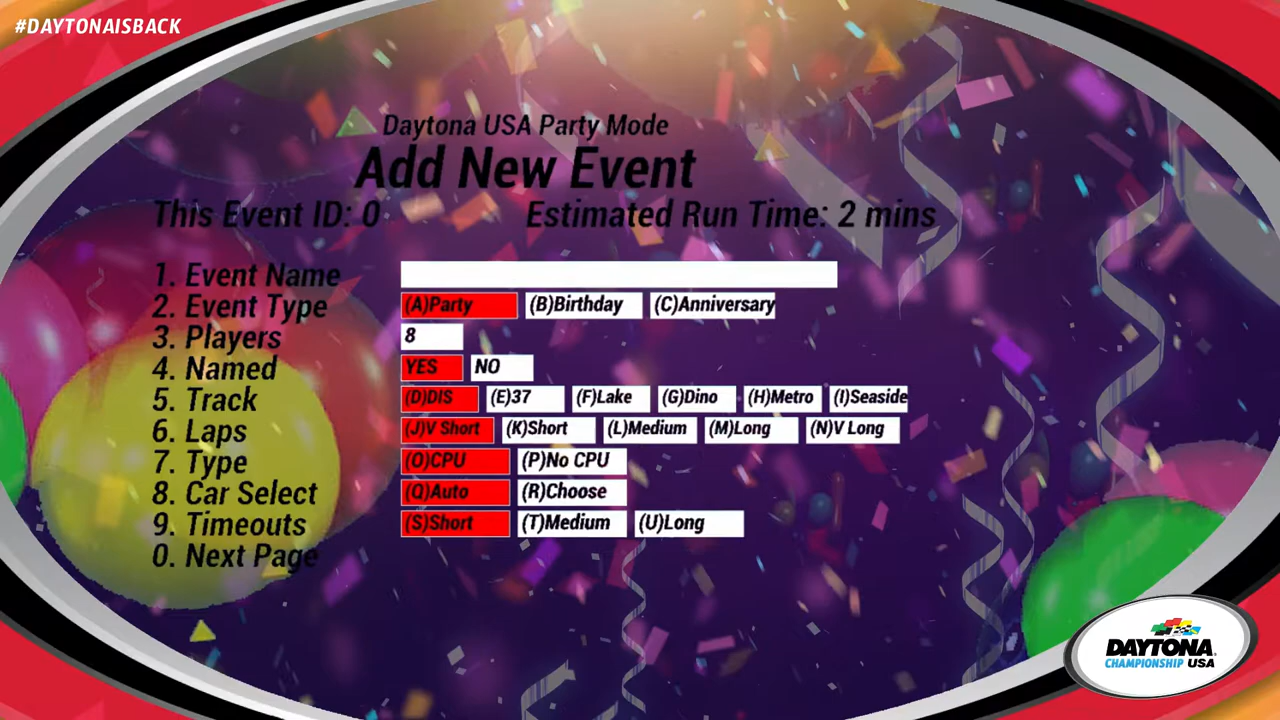 #DAYTONAISBACK
Daytona USA Party Mode
Add New Event
This Event ID: 0 Estimated Run Time: 2 mins
1. Event Name
2. Event Type (A)Party (B)Birthday (C)Anniversary
3. Players 8
4. Named YES NO
5. Track (D)DIS (E)37 (F)Lake (G)Dino (H)Metro (I)Seaside
6. Laps (J)V Short (K)Short (L)Medium (M)Long (N)V Long
7. Type (O)CPU (P)No CPU
8. Car Select (Q)Auto (R)Choose
9. Timeouts (S)Short (T)Medium (U)Long
0. Next Page
DAYTONA
CHAMPIONSHIP USA